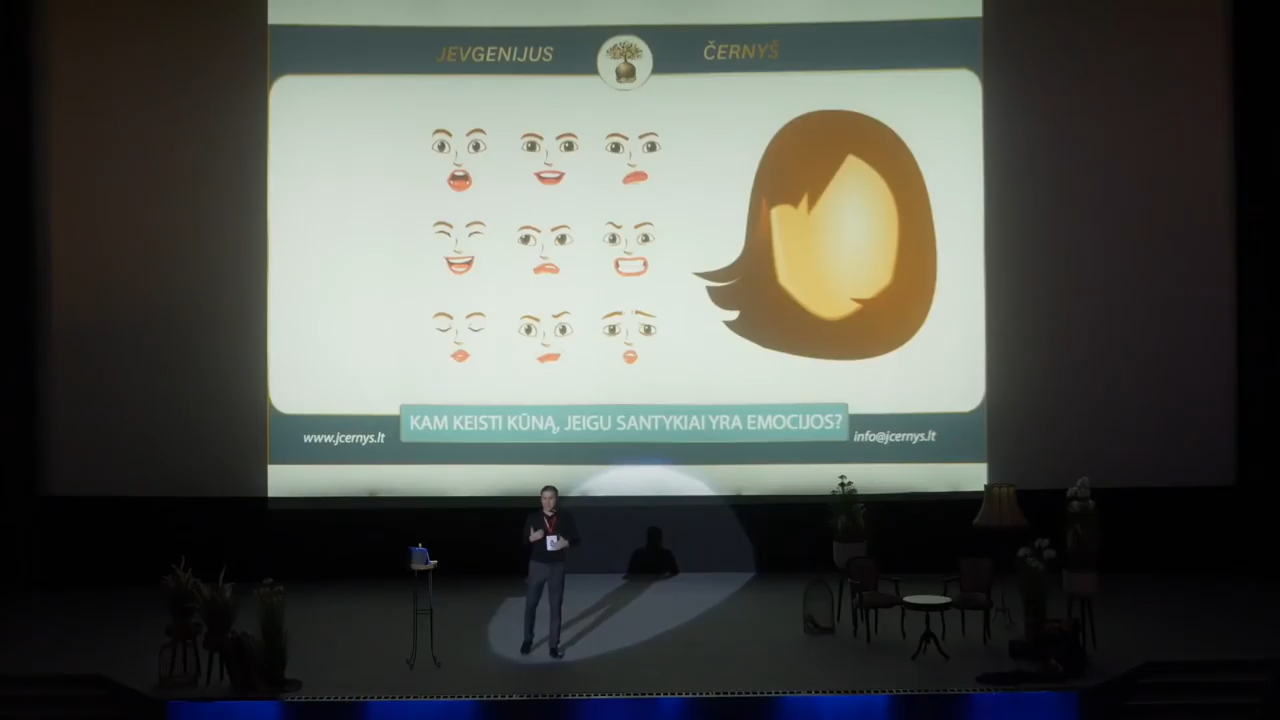 JEVGENIJUS ČERNYŠ
KAM KEISTI KŪNĄ, JEIGU SANTYKIAI YRA EMOCIJOS?
www.jcernys.lt
info@jcernys.lt